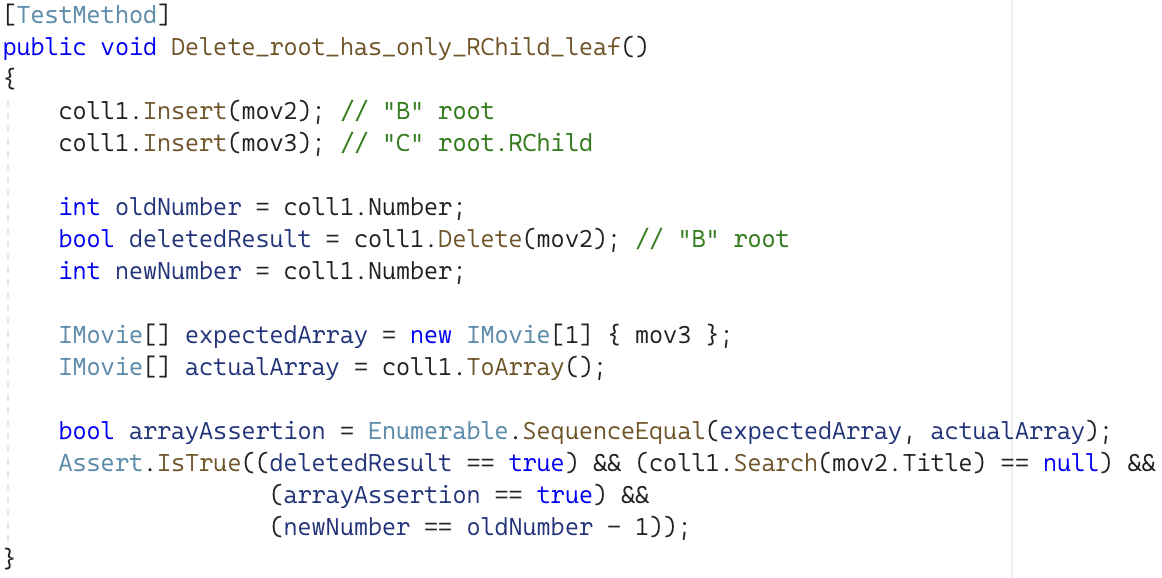 [TestMethod]
public void Delete_root_has_only_RChild_leaf()
{
    coll1.Insert(mov2); // "B" root
    coll1.Insert(mov3); // "C" root.RChild

    int oldNumber = coll1.Number;
    bool deletedResult = coll1.Delete(mov2); // "B" root
    int newNumber = coll1.Number;

    IMovie[] expectedArray = new IMovie[1] { mov3 };
    IMovie[] actualArray = coll1.ToArray();

    bool arrayAssertion = Enumerable.SequenceEqual(expectedArray, actualArray);
    Assert.IsTrue((deletedResult == true) && (coll1.Search(mov2.Title) == null) &&
                   (arrayAssertion == true) &&
                   (newNumber == oldNumber - 1));
}